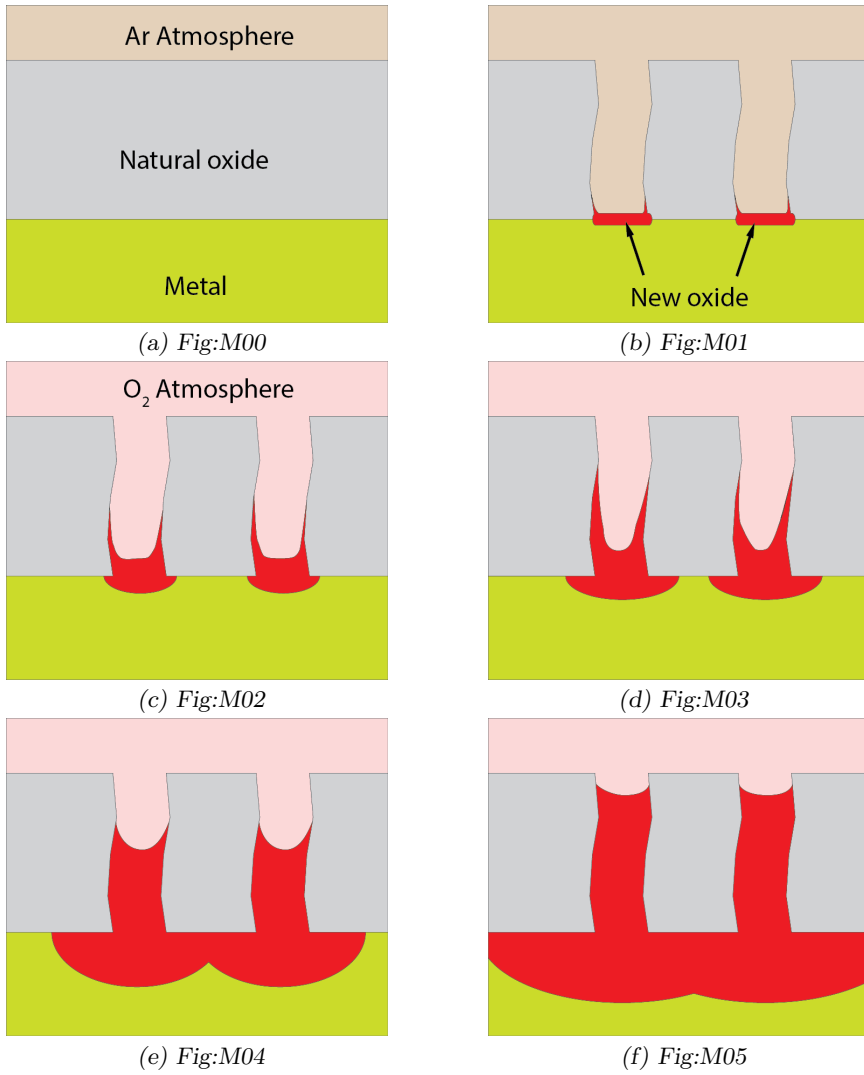 Ar Atmosphere
Natural oxide
Metal
New oxide
(a) Fig:M00
(b) Fig:M01
O₂ Atmosphere
(c) Fig:M02
(d) Fig:M03
(e) Fig:M04
(f) Fig:M05